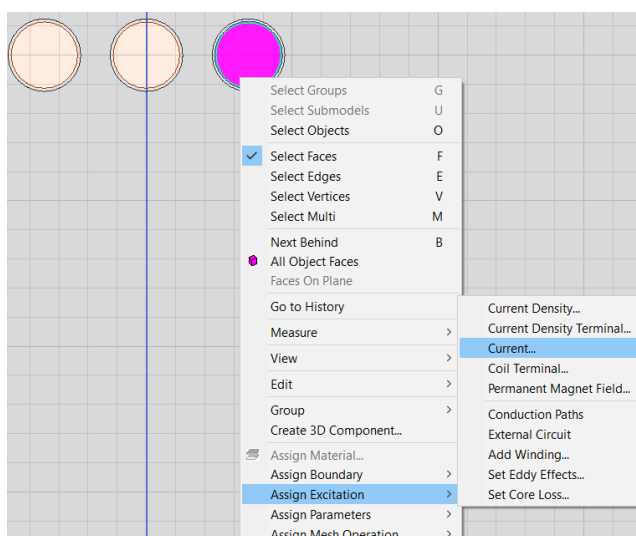 Select Groups G
Select Submodels U
Select Objects O
Select Faces F
Select Edges E
Select Vertices V
Select Multi M
Next Behind B
All Object Faces
Faces On Plane
Go to History
Measure
View
Edit
Group
Create 3D Component...
Assign Material...
Assign Boundary
Assign Excitation
Assign Parameters
Assign Mesh Operation
Current Density...
Current Density Terminal...
Current...
Coil Terminal...
Permanent Magnet Field...
Conduction Paths
External Circuit
Add Winding...
Set Eddy Effects...
Set Core Loss...